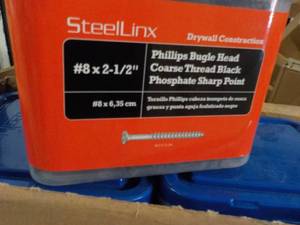 SteelLinx
Drywall Construction
#8 x 2-1/2"
Phillips Bugle Head
Coarse Thread Black
Phosphate Sharp Point
#8 x 6,35 cm
Tornillo Phillips cabeza trompeta de rosca
gruesa y punta aguja fosfatizado negro